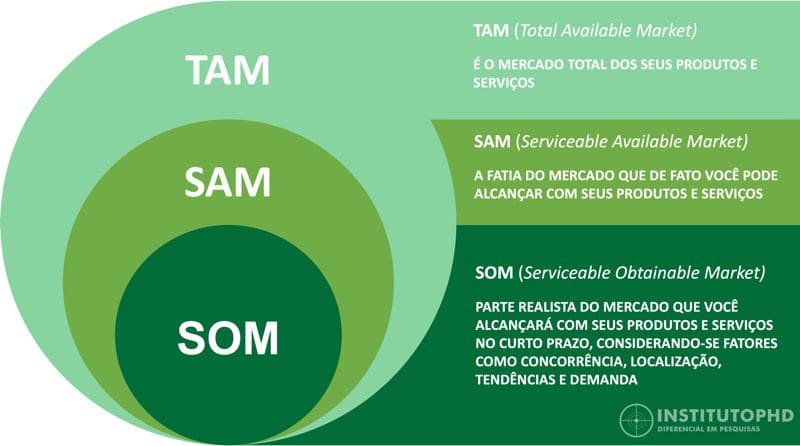 TAM
SAM
SOM
TAM (Total Available Market)
É O MERCADO TOTAL DOS SEUS PRODUTOS E
SERVIÇOS
SAM (Serviceable Available Market)
A FATIA DO MERCADO QUE DE FATO VOCÊ PODE
ALCANÇAR COM SEUS PRODUTOS E SERVIÇOS
SOM (Serviceable Obtainable Market)
PARTE REALISTA DO MERCADO QUE VOCÊ
ALCANÇARÁ COM SEUS PRODUTOS E SERVIÇOS
NO CURTO PRAZO, CONSIDERANDO-SE FATORES
COMO CONCORRÊNCIA, LOCALIZAÇÃO,
TENDÊNCIAS E DEMANDA
INSTITUTOPHD
DIFERENCIAL EM PESQUISAS